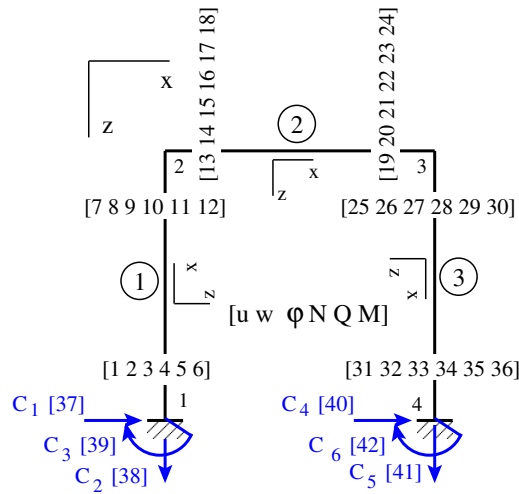 [13 14 15 16 17 18]
[19 20 21 22 23 24]
x
z
2
2
3
x
z
[7 8 9 10 11 12]
[25 26 27 28 29 30]
1
x
z
z
x
3
[u w φ N Q M]
[1 2 3 4 5 6]
[31 32 33 34 35 36]
C1 [37]
1
C4 [40]
4
C3 [39]
C6 [42]
C2 [38]
C5 [41]